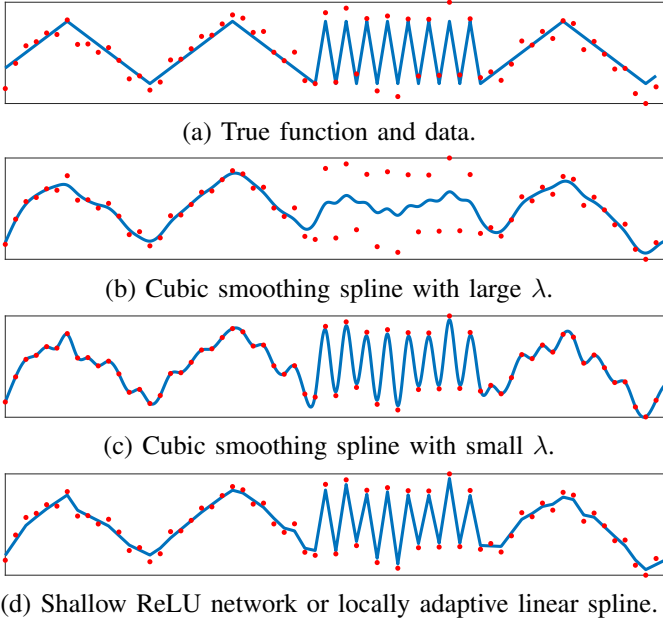 (a) True function and data.
(b) Cubic smoothing spline with large λ.
(c) Cubic smoothing spline with small λ.
(d) Shallow ReLU network or locally adaptive linear spline.